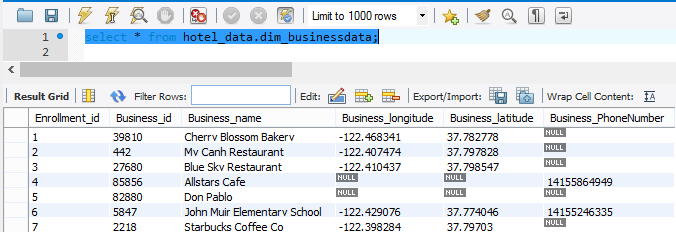 Limit to 1000 rows
1 select * from hotel_data.dim_businessdata;
2
Result Grid Filter Rows: Edit: Export/Import: Wrap Cell Content:
Enrollment_id Business_id Business_name Business_longitude Business_latitude Business_PhoneNumber
1 39810 Cherry Blossom Bakery -122.468341 37.782778 NULL
2 442 My Canh Restaurant -122.407474 37.797828 NULL
3 27680 Blue Sky Restaurant -122.410437 37.798547 NULL
4 85856 Allstars Cafe NULL NULL 14155864949
5 82880 Don Pablo NULL NULL NULL
6 5847 John Muir Elementary School -122.429076 37.774046 14155246335
7 2218 Starbucks Coffee Co -122.398284 37.79703 NULL